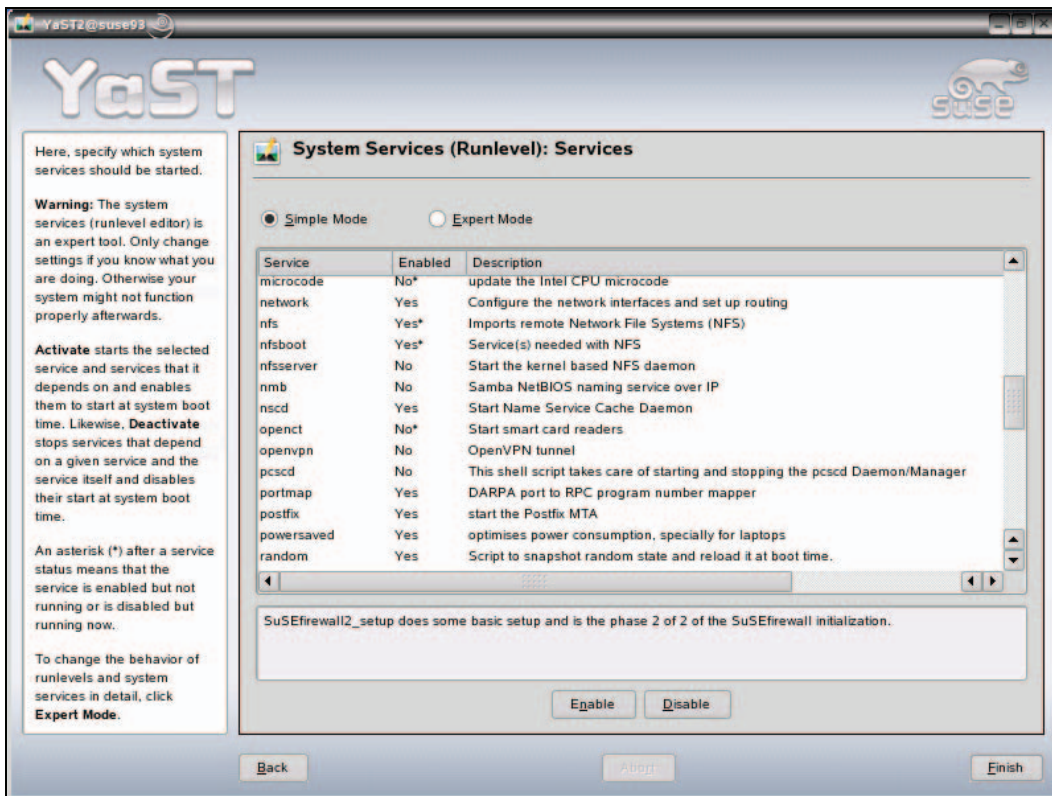 YaST2@suse93
YaST
suse
Here, specify which system
services should be started.
Warning: The system
services (runlevel editor) is
an expert tool. Only change
settings if you know what you
are doing. Otherwise your
system might not function
properly afterwards.
Activate starts the selected
service and services that it
depends on and enables
them to start at system boot
time. Likewise, Deactivate
stops services that depend
on a given service and the
service itself and disables
their start at system boot
time.
An asterisk (*) after a service
status means that the
service is enabled but not
running or is disabled but
running now.
To change the behavior of
runlevels and system
services in detail, click
Expert Mode.
System Services (Runlevel): Services
Simple Mode Expert Mode
Service Enabled Description
microcode No* update the Intel CPU microcode
network Yes Configure the network interfaces and set up routing
nfs Yes* Imports remote Network File Systems (NFS)
nfsboot Yes* Service(s) needed with NFS
nfsserver No Start the kernel based NFS daemon
nmb No Samba NetBIOS naming service over IP
nscd Yes Start Name Service Cache Daemon
openct No* Start smart card readers
openvpn No OpenVPN tunnel
pcscd No This shell script takes care of starting and stopping the pcscd Daemon/Manager
portmap Yes DARPA port to RPC program number mapper
postfix Yes start the Postfix MTA
powersaved Yes optimises power consumption, specially for laptops
random Yes Script to snapshot random state and reload it at boot time.
SuSEfirewall2_setup does some basic setup and is the phase 2 of 2 of the SuSEfirewall initialization.
Enable Disable
Back Abort Finish